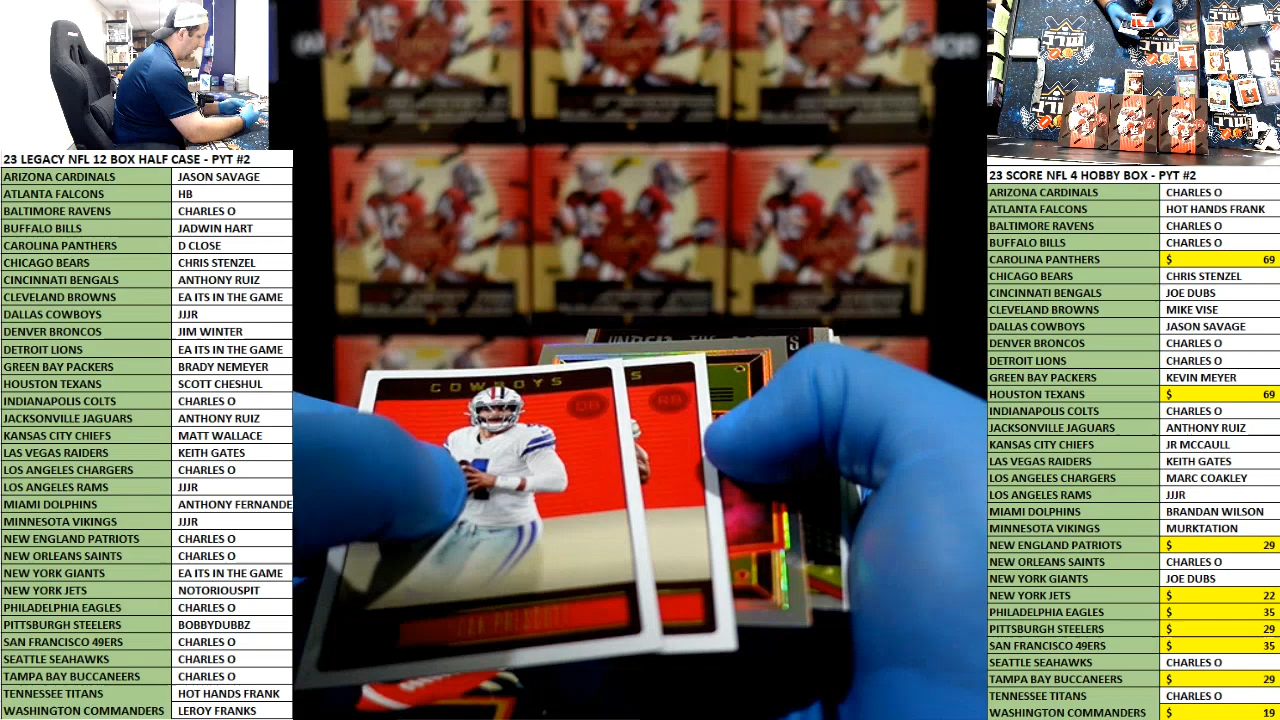 23 LEGACY NFL 12 BOX HALF CASE - PYT #2
ARIZONA CARDINALS JASON SAVAGE
ATLANTA FALCONS HB
BALTIMORE RAVENS CHARLES O
BUFFALO BILLS JADWIN HART
CAROLINA PANTHERS D CLOSE
CHICAGO BEARS CHRIS STENZEL
CINCINNATI BENGALS ANTHONY RUIZ
CLEVELAND BROWNS EA ITS IN THE GAME
DALLAS COWBOYS JJJR
DENVER BRONCOS JIM WINTER
DETROIT LIONS EA ITS IN THE GAME
GREEN BAY PACKERS BRADY NEMEYER
HOUSTON TEXANS SCOTT CHESHUL
INDIANAPOLIS COLTS CHARLES O
JACKSONVILLE JAGUARS ANTHONY RUIZ
KANSAS CITY CHIEFS MATT WALLACE
LAS VEGAS RAIDERS KEITH GATES
LOS ANGELES CHARGERS CHARLES O
LOS ANGELES RAMS JJJR
MIAMI DOLPHINS ANTHONY FERNANDE
MINNESOTA VIKINGS JJJR
NEW ENGLAND PATRIOTS CHARLES O
NEW ORLEANS SAINTS CHARLES O
NEW YORK GIANTS EA ITS IN THE GAME
NEW YORK JETS NOTORIOUSPIT
PHILADELPHIA EAGLES CHARLES O
PITTSBURGH STEELERS BOBBYDUBBZ
SAN FRANCISCO 49ERS CHARLES O
SEATTLE SEAHAWKS CHARLES O
TAMPA BAY BUCCANEERS CHARLES O
TENNESSEE TITANS HOT HANDS FRANK
WASHINGTON COMMANDERS LEROY FRANKS
COWBOYS
QB
S
RB
23 SCORE NFL 4 HOBBY BOX - PYT #2
ARIZONA CARDINALS CHARLES O
ATLANTA FALCONS HOT HANDS FRANK
BALTIMORE RAVENS CHARLES O
BUFFALO BILLS CHARLES O
CAROLINA PANTHERS $ 69
CHICAGO BEARS CHRIS STENZEL
CINCINNATI BENGALS JOE DUBS
CLEVELAND BROWNS MIKE VISE
DALLAS COWBOYS JASON SAVAGE
DENVER BRONCOS CHARLES O
DETROIT LIONS CHARLES O
GREEN BAY PACKERS KEVIN MEYER
HOUSTON TEXANS $ 69
INDIANAPOLIS COLTS CHARLES O
JACKSONVILLE JAGUARS ANTHONY RUIZ
KANSAS CITY CHIEFS JR MCCAULL
LAS VEGAS RAIDERS KEITH GATES
LOS ANGELES CHARGERS MARC COAKLEY
LOS ANGELES RAMS JJJR
MIAMI DOLPHINS BRANDAN WILSON
MINNESOTA VIKINGS MURKTATION
NEW ENGLAND PATRIOTS $ 29
NEW ORLEANS SAINTS CHARLES O
NEW YORK GIANTS JOE DUBS
NEW YORK JETS $ 22
PHILADELPHIA EAGLES $ 35
PITTSBURGH STEELERS $ 29
SAN FRANCISCO 49ERS $ 35
SEATTLE SEAHAWKS CHARLES O
TAMPA BAY BUCCANEERS $ 29
TENNESSEE TITANS CHARLES O
WASHINGTON COMMANDERS $ 19